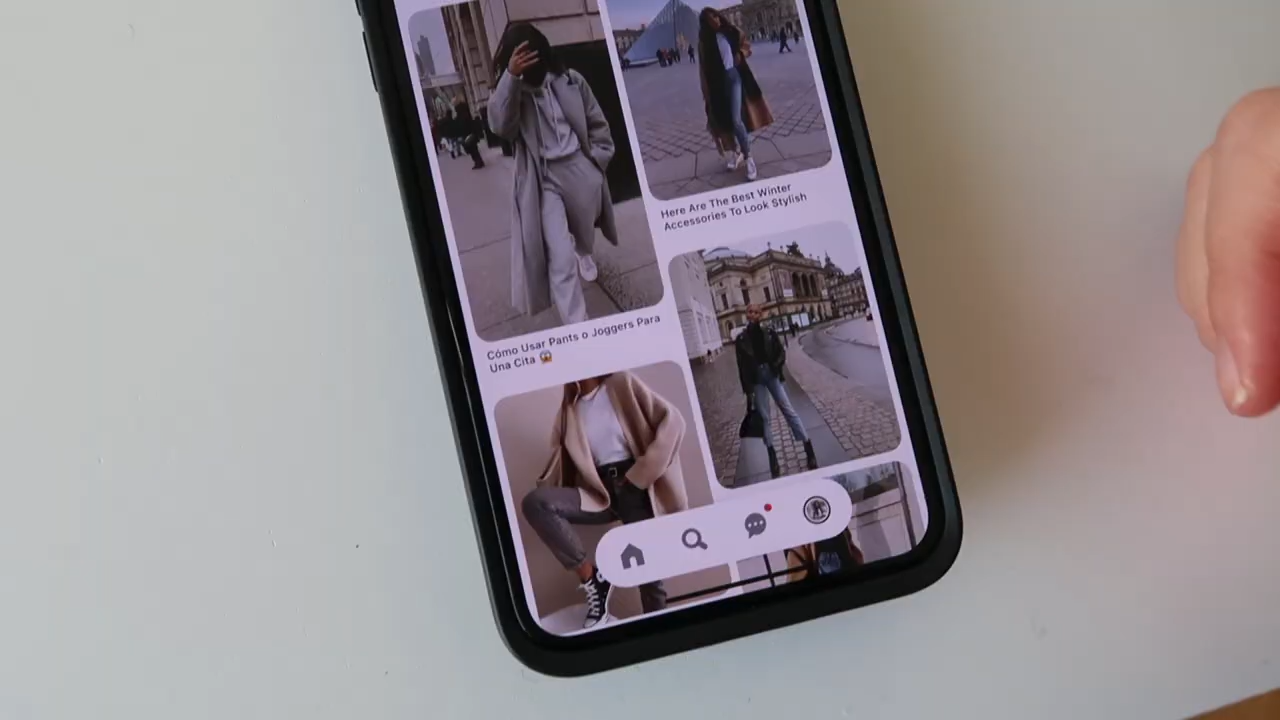 Here Are The Best Winter
Accessories To Look Stylish
Cómo Usar Pants o Joggers Para
Una Cita 😱